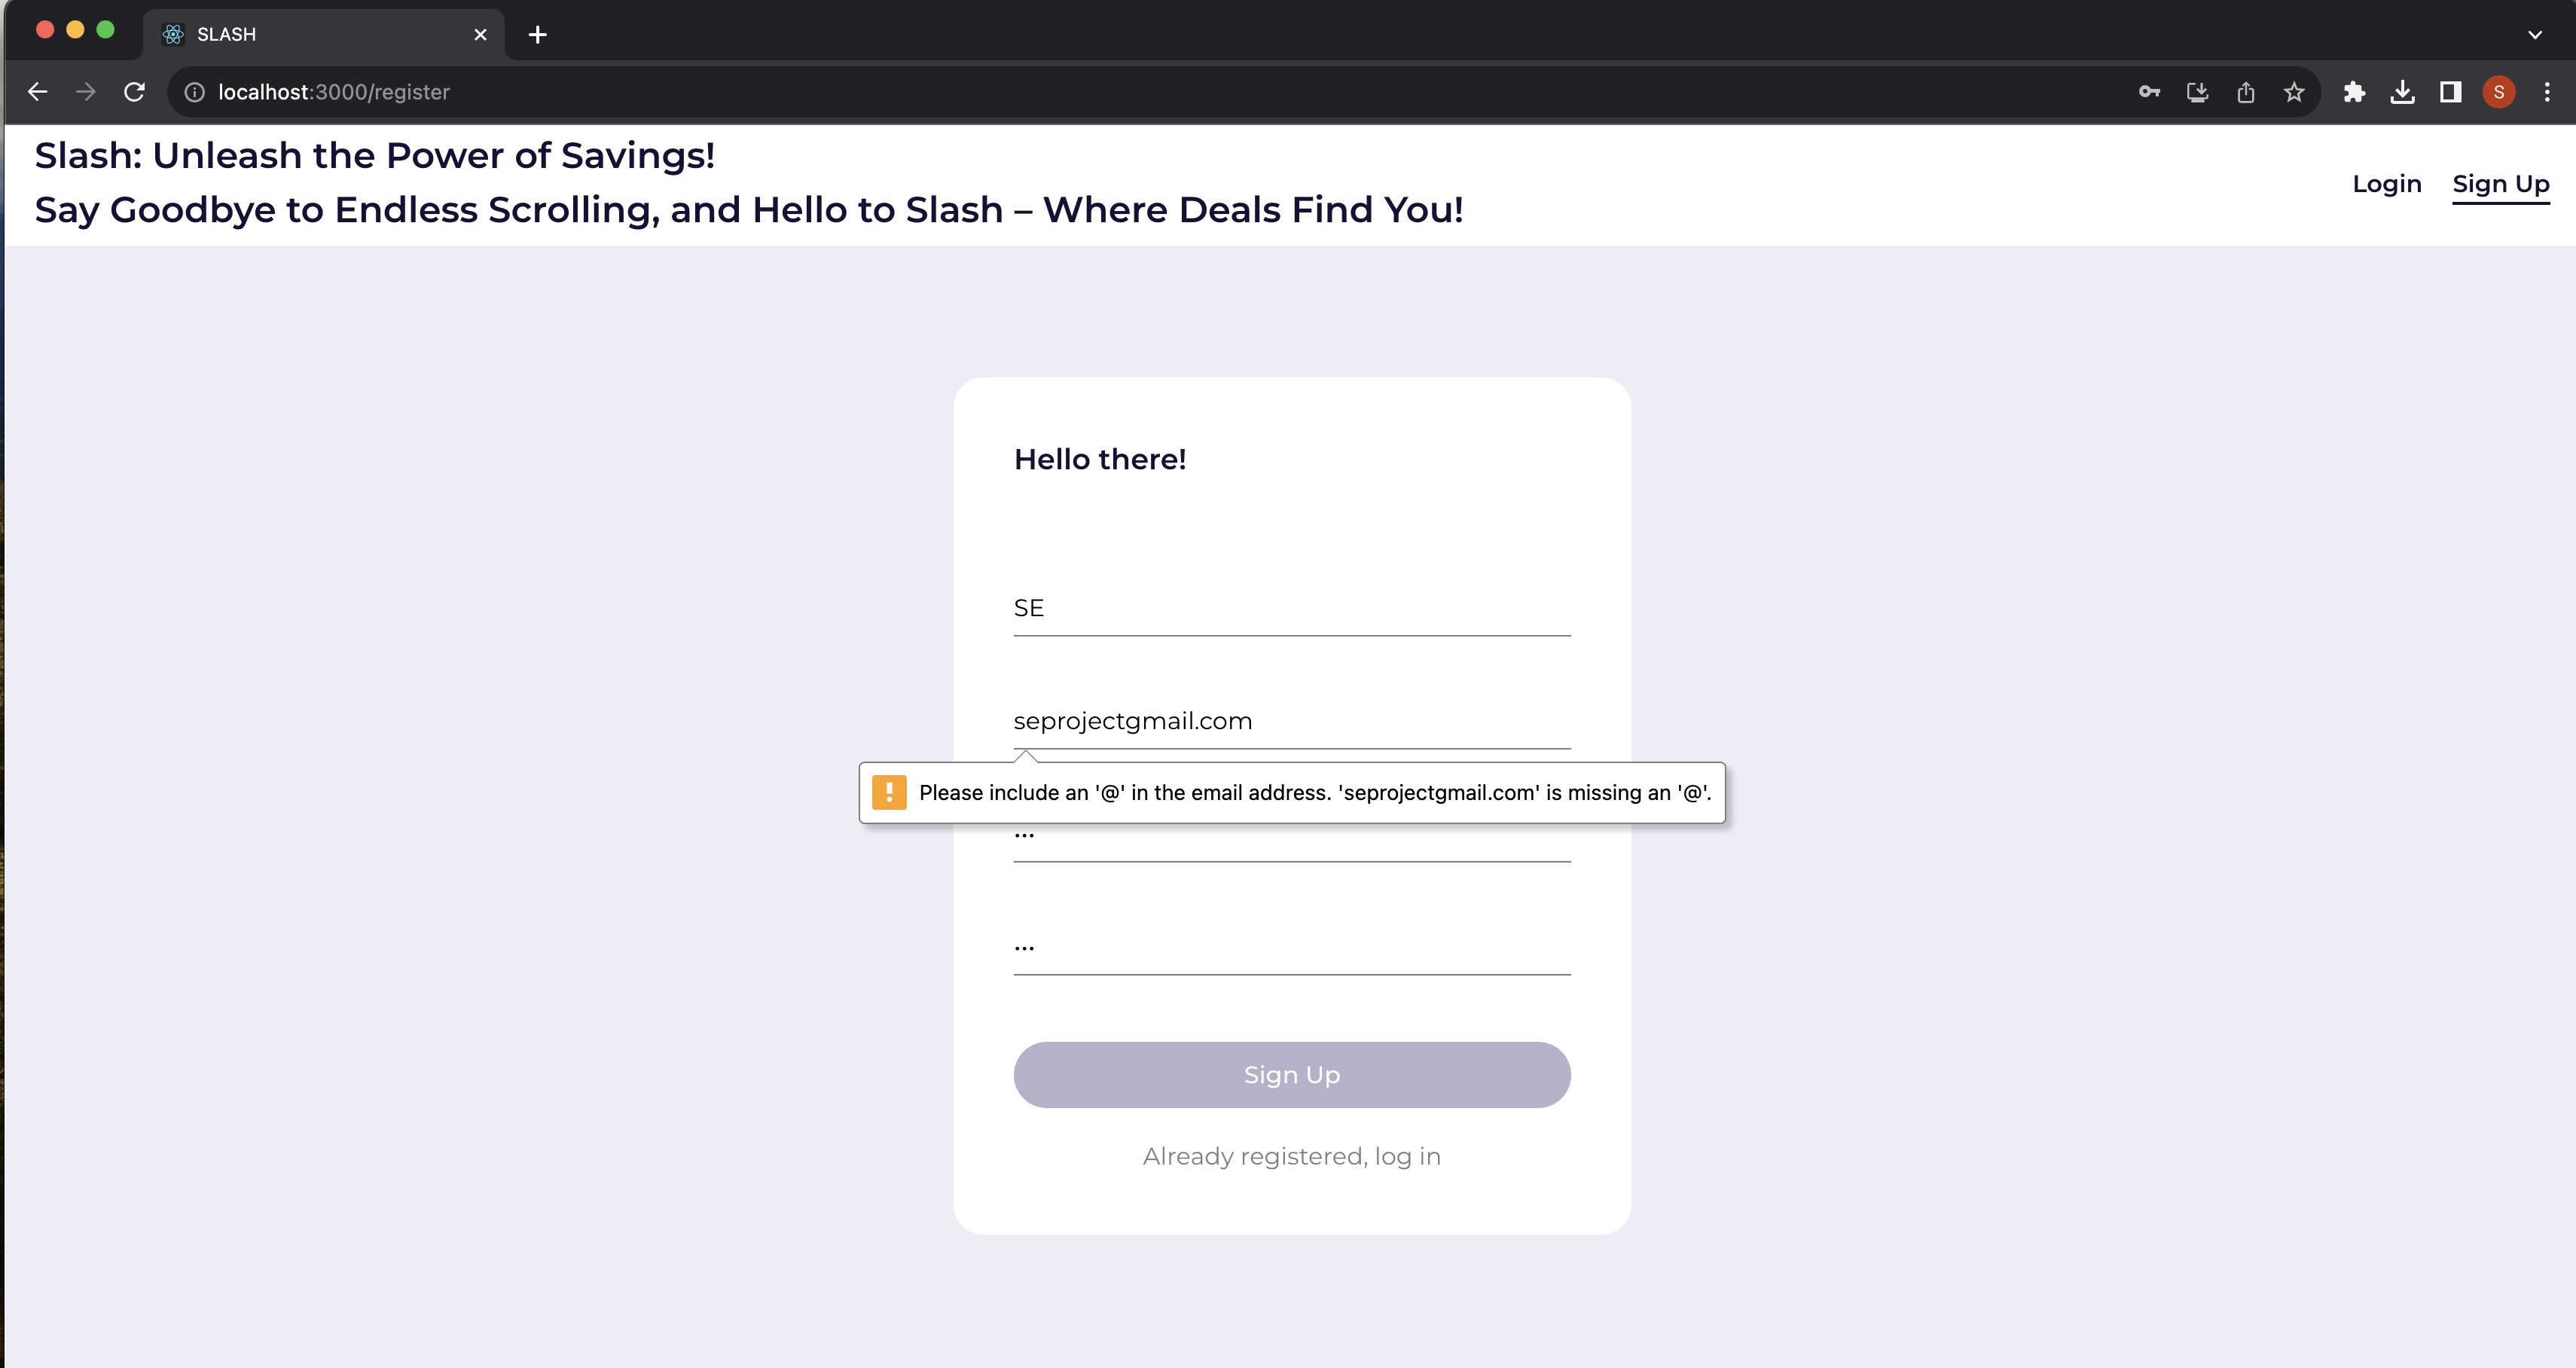 SLASH
localhost:3000/register
S
Slash: Unleash the Power of Savings!
Say Goodbye to Endless Scrolling, and Hello to Slash – Where Deals Find You!
Login Sign Up
Hello there!
SE
seprojectgmail.com
Please include an '@' in the email address. 'seprojectgmail.com' is missing an '@'.
Sign Up
Already registered, log in